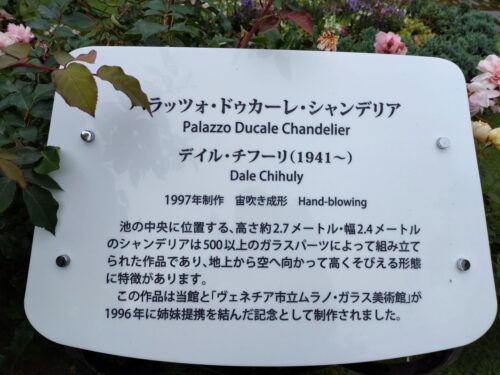 パラッツォ・ドゥカーレ・シャンデリア
Palazzo Ducale Chandelier
デイル・チフーリ(1941～)
Dale Chihuly
1997年制作　宙吹き成形　Hand-blowing
池の中央に位置する、高さ約2.7メートル・幅2.4メートル
のシャンデリアは500以上のガラスパーツによって組み立て
られた作品であり、地上から空へ向かって高くそびえる形態
に特徴があります。
この作品は当館と「ヴェネチア市立ムラノ・ガラス美術館」が
1996年に姉妹提携を結んだ記念として制作されました。